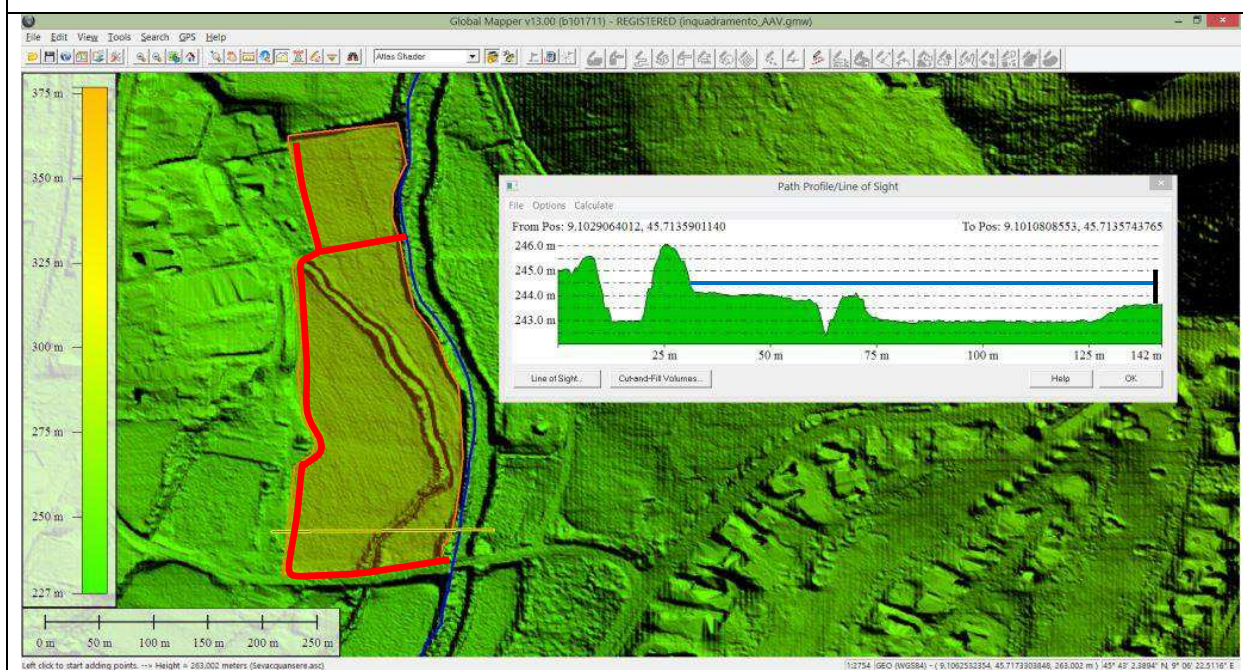 Global Mapper v13.00 (b101711) - REGISTERED (inquadramento_AAV.gmw)
File Edit View Tools Search GPS Help
Atlas Shader
375 m
350 m
325 m
300 m
275 m
250 m
227 m
0 m 50 m 100 m 150 m 200 m 250 m
Path Profile/Line of Sight
File Options Calculate
From Pos: 9.1029064012, 45.7135901140 To Pos: 9.1010808553, 45.7135743765
246.0 m
245.0 m
244.0 m
243.0 m
25 m 50 m 75 m 100 m 125 m 142 m
Line of Sight... Cut-and-Fill Volumes... Help OK
Left click to start adding points. --> Height = 263.002 meters (Sevacquansere.asc) 1:2754 GEO (WGS84) - ( 9.1062532354, 45.7173303848, 263.002 m ) 45° 43' 2.3894" N, 9° 06' 22.5116" E